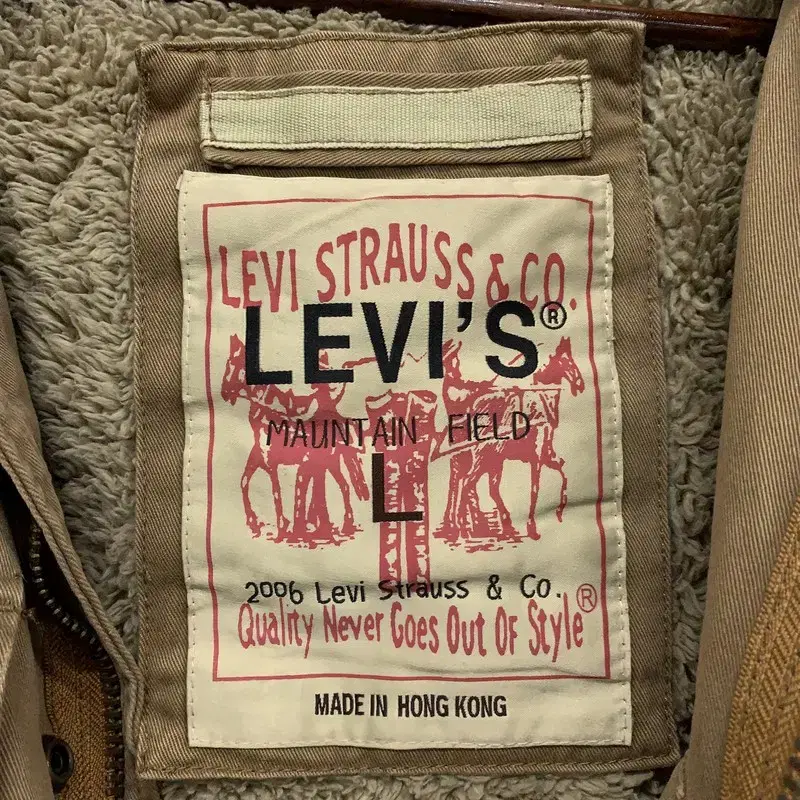 LEVI STRAUSS & CO.
LEVI'S®
MAUNTAIN FIELD
L
2006 Levi Strauss & Co.
Quality Never Goes Out Of Style®
MADE IN HONG KONG